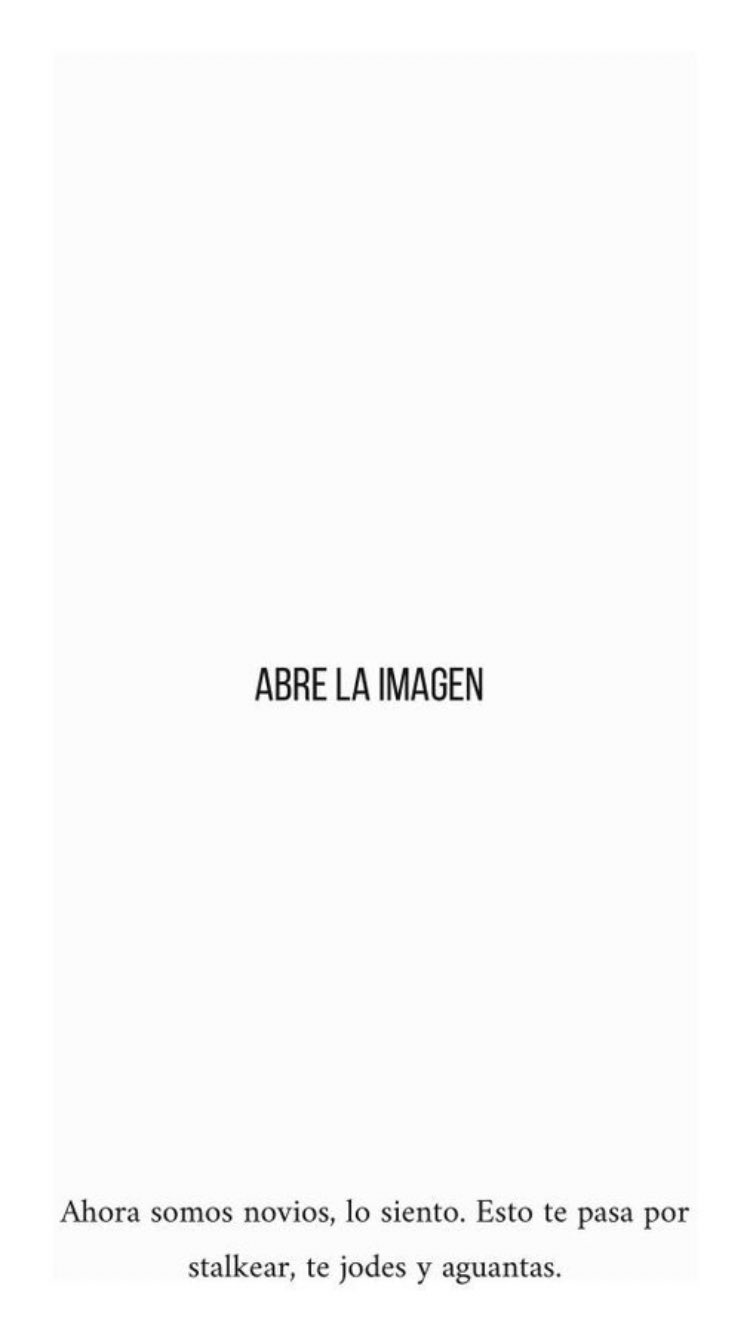 ABRE LA IMAGEN
Ahora somos novios, lo siento. Esto te pasa por
stalkear, te jodes y aguantas.